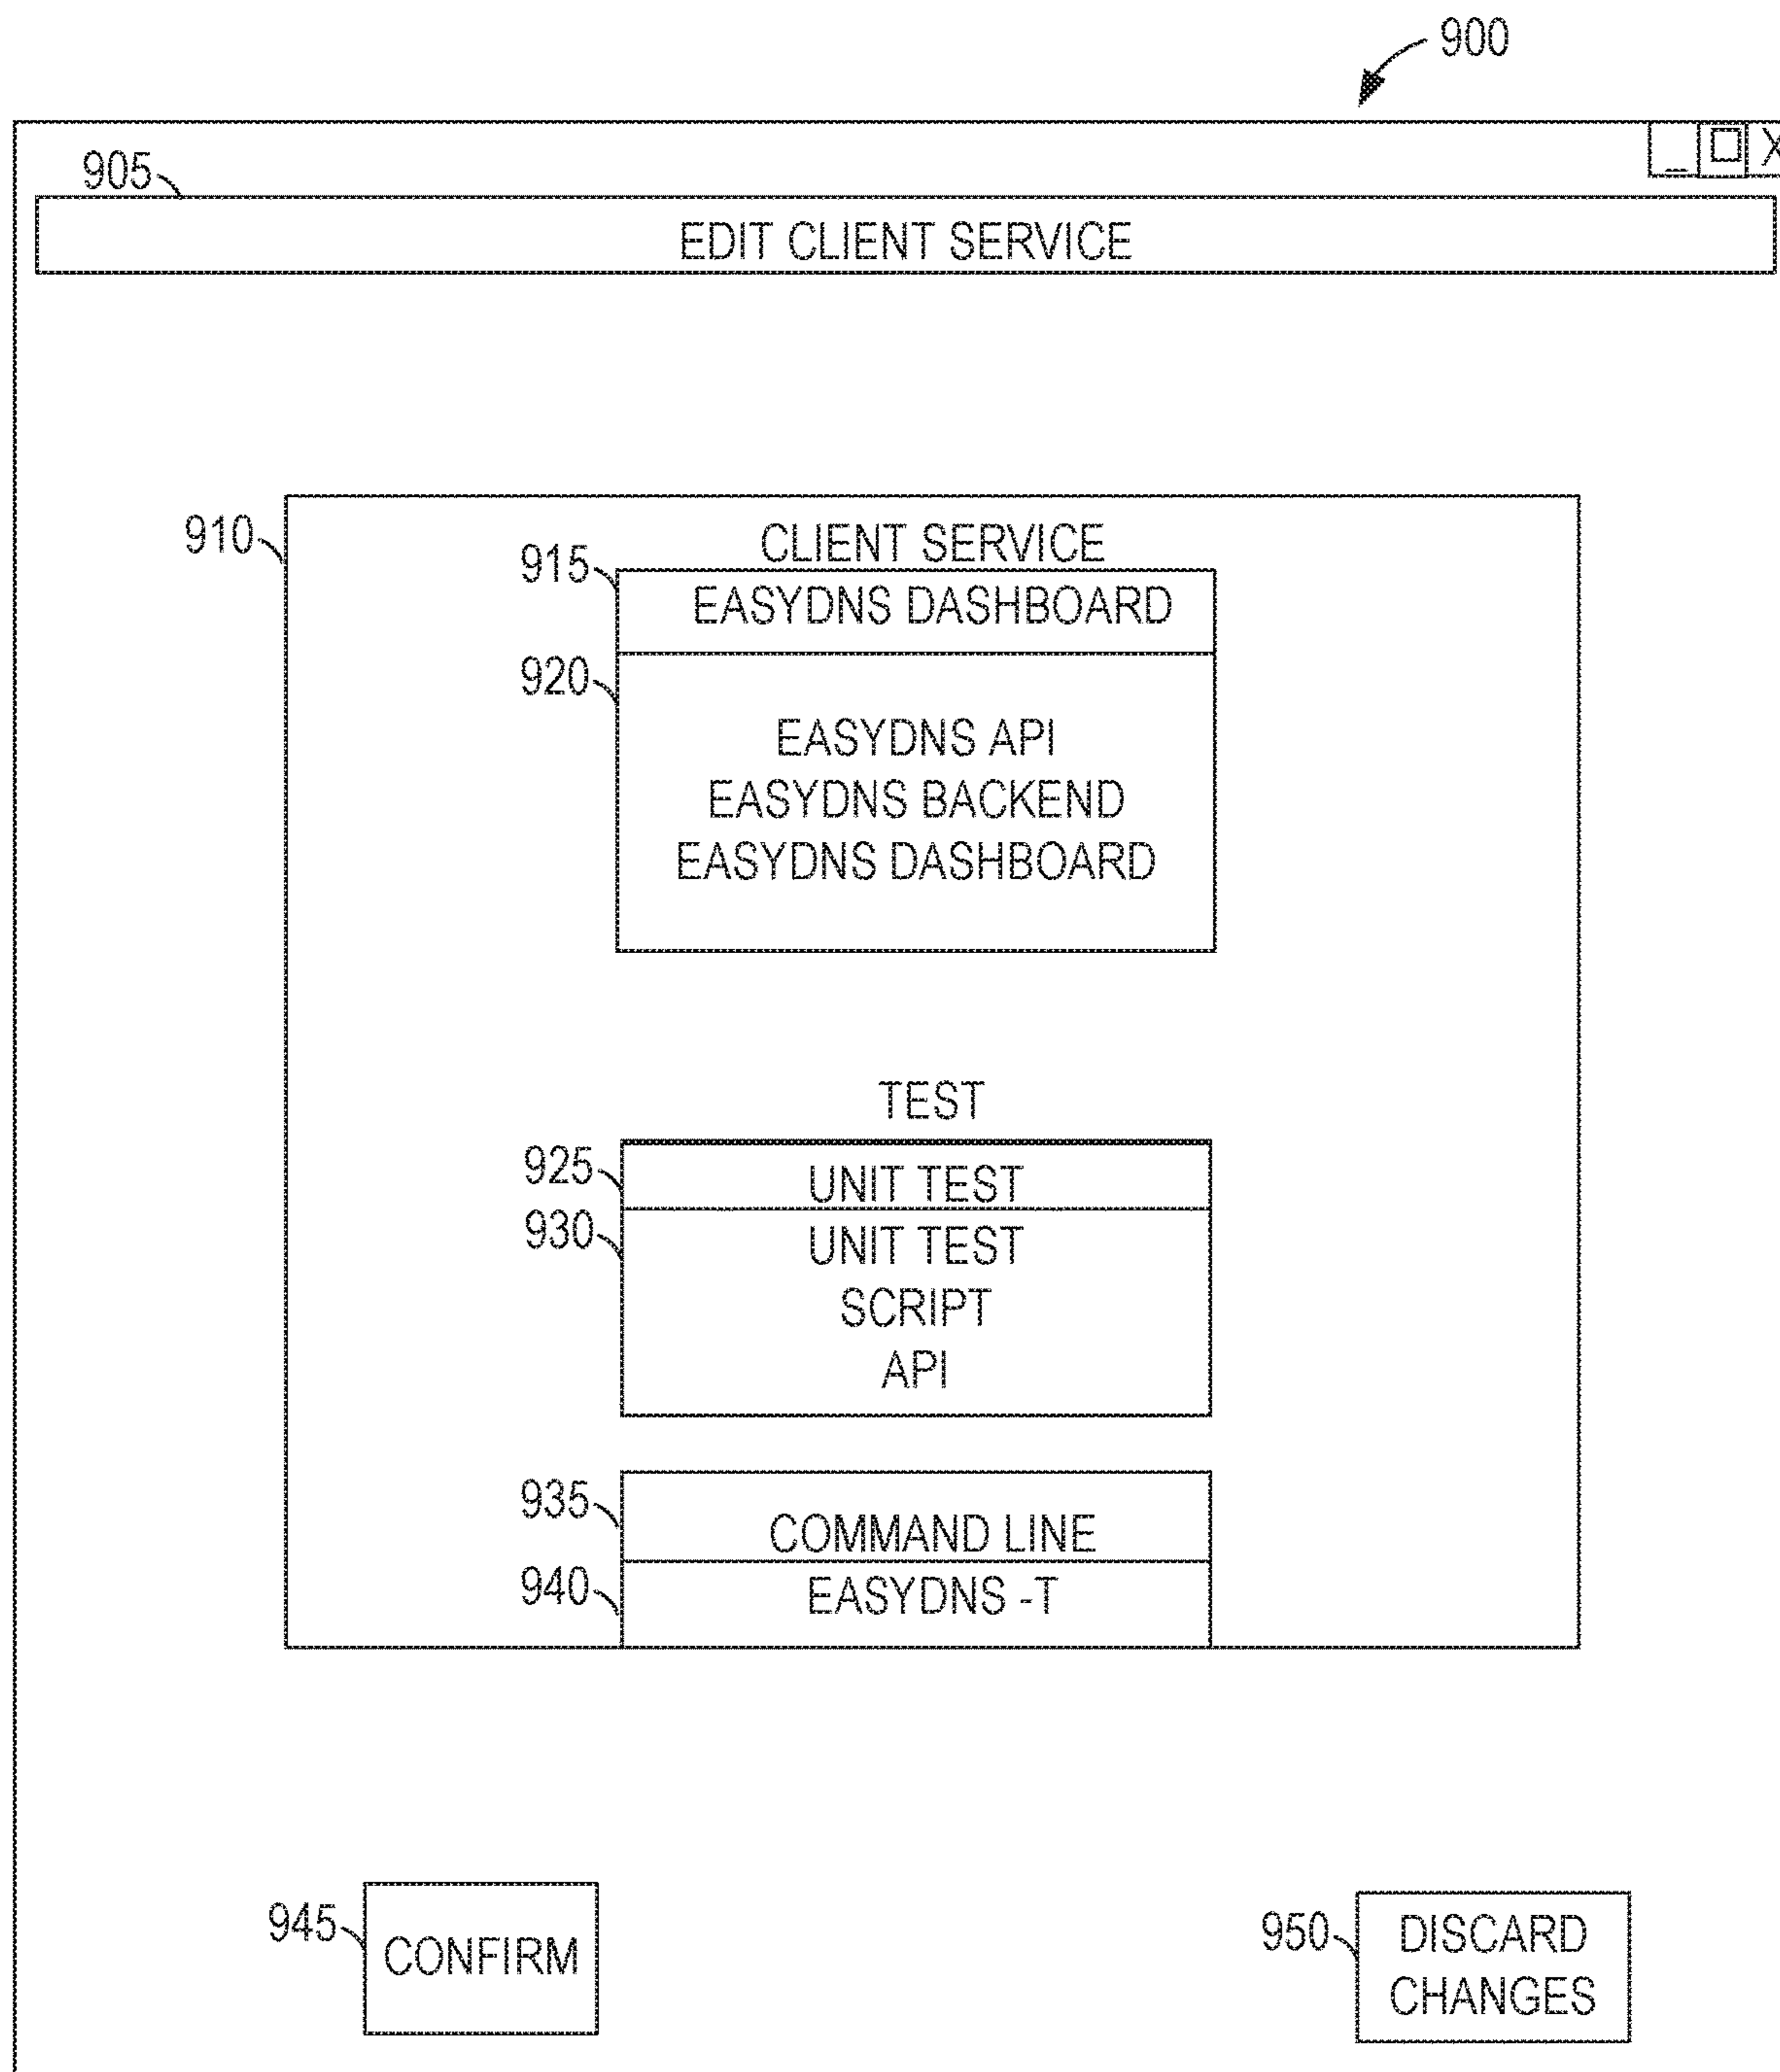 900
_ X
905
EDIT CLIENT SERVICE
910
CLIENT SERVICE
915
EASYDNS DASHBOARD
920
EASYDNS API
EASYDNS BACKEND
EASYDNS DASHBOARD
TEST
925
UNIT TEST
930
UNIT TEST
SCRIPT
API
935
COMMAND LINE
940
EASYDNS -T
945
CONFIRM
950
DISCARD
CHANGES